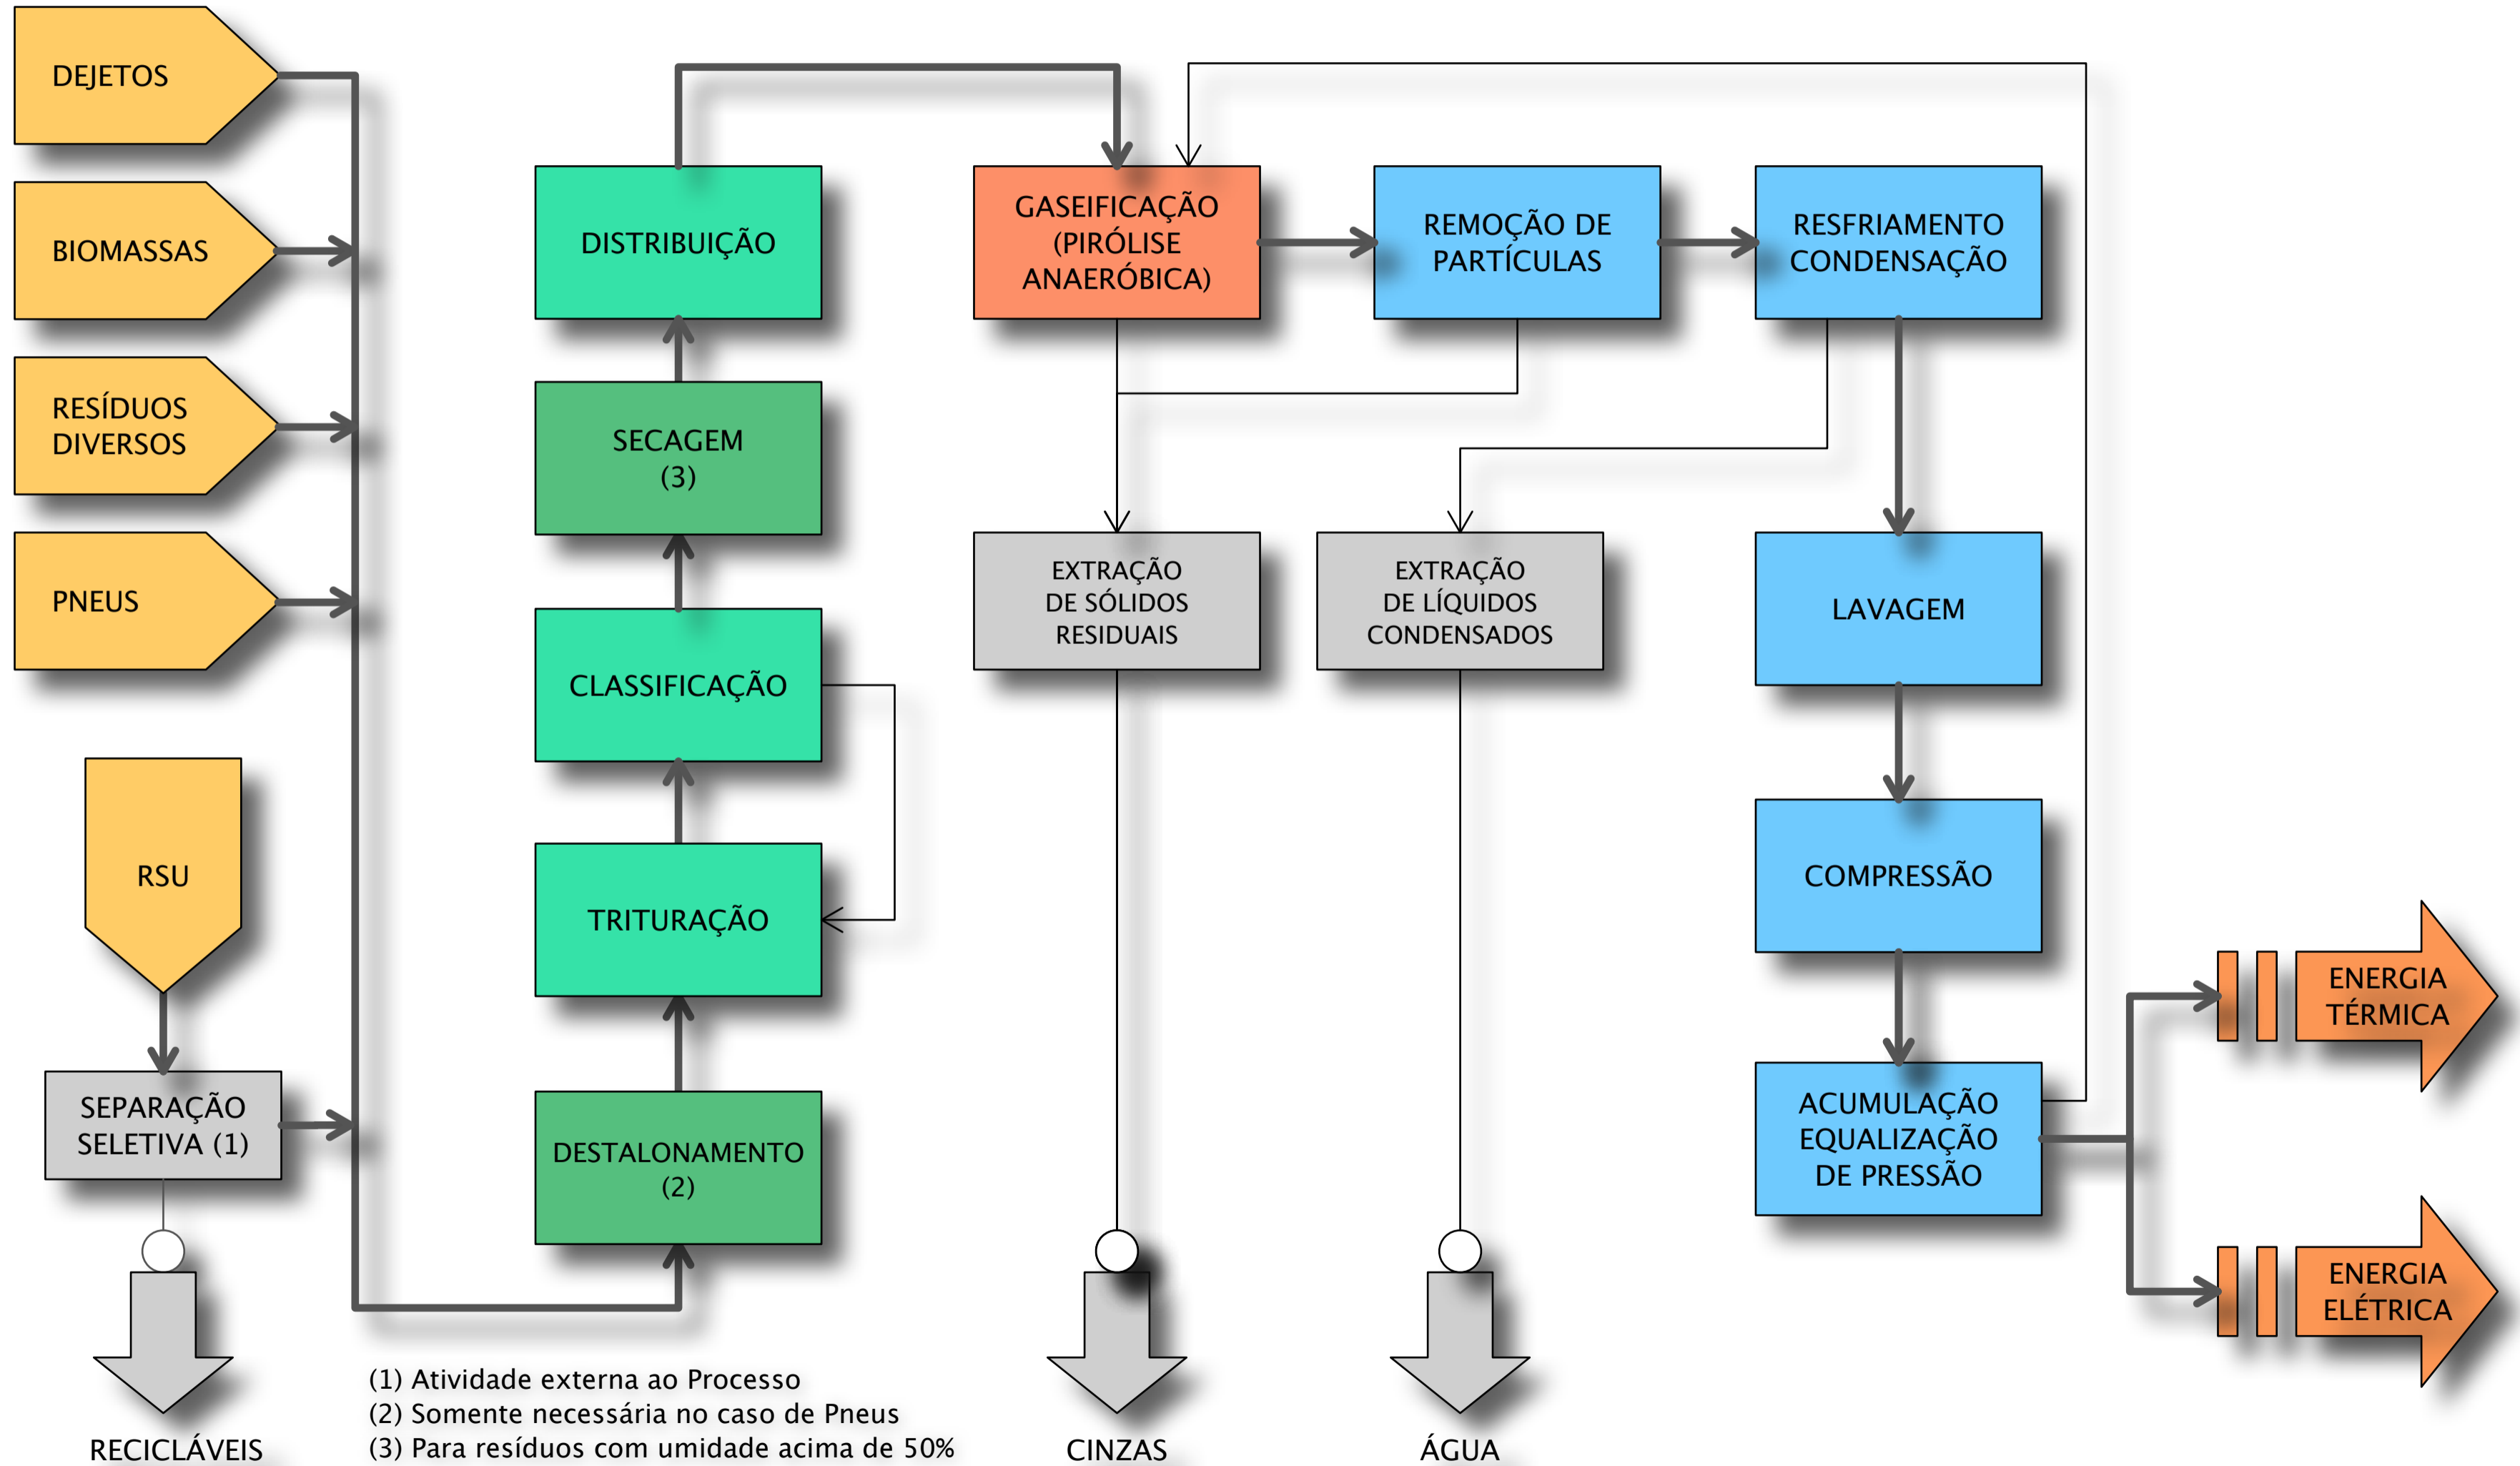 DEJETOS
BIOMASSAS
RESÍDUOS
DIVERSOS
PNEUS
RSU
SEPARAÇÃO
SELETIVA (1)
RECICLÁVEIS
DISTRIBUIÇÃO
SECAGEM
(3)
CLASSIFICAÇÃO
TRITURAÇÃO
DESTALONAMENTO
(2)
(1) Atividade externa ao Processo
(2) Somente necessária no caso de Pneus
(3) Para resíduos com umidade acima de 50%
GASEIFICAÇÃO
(PIRÓLISE
ANAERÓBICA)
REMOÇÃO DE
PARTÍCULAS
RESFRIAMENTO
CONDENSAÇÃO
EXTRAÇÃO
DE SÓLIDOS
RESIDUAIS
EXTRAÇÃO
DE LÍQUIDOS
CONDENSADOS
LAVAGEM
COMPRESSÃO
ACUMULAÇÃO
EQUALIZAÇÃO
DE PRESSÃO
CINZAS
ÁGUA
ENERGIA
TÉRMICA
ENERGIA
ELÉTRICA